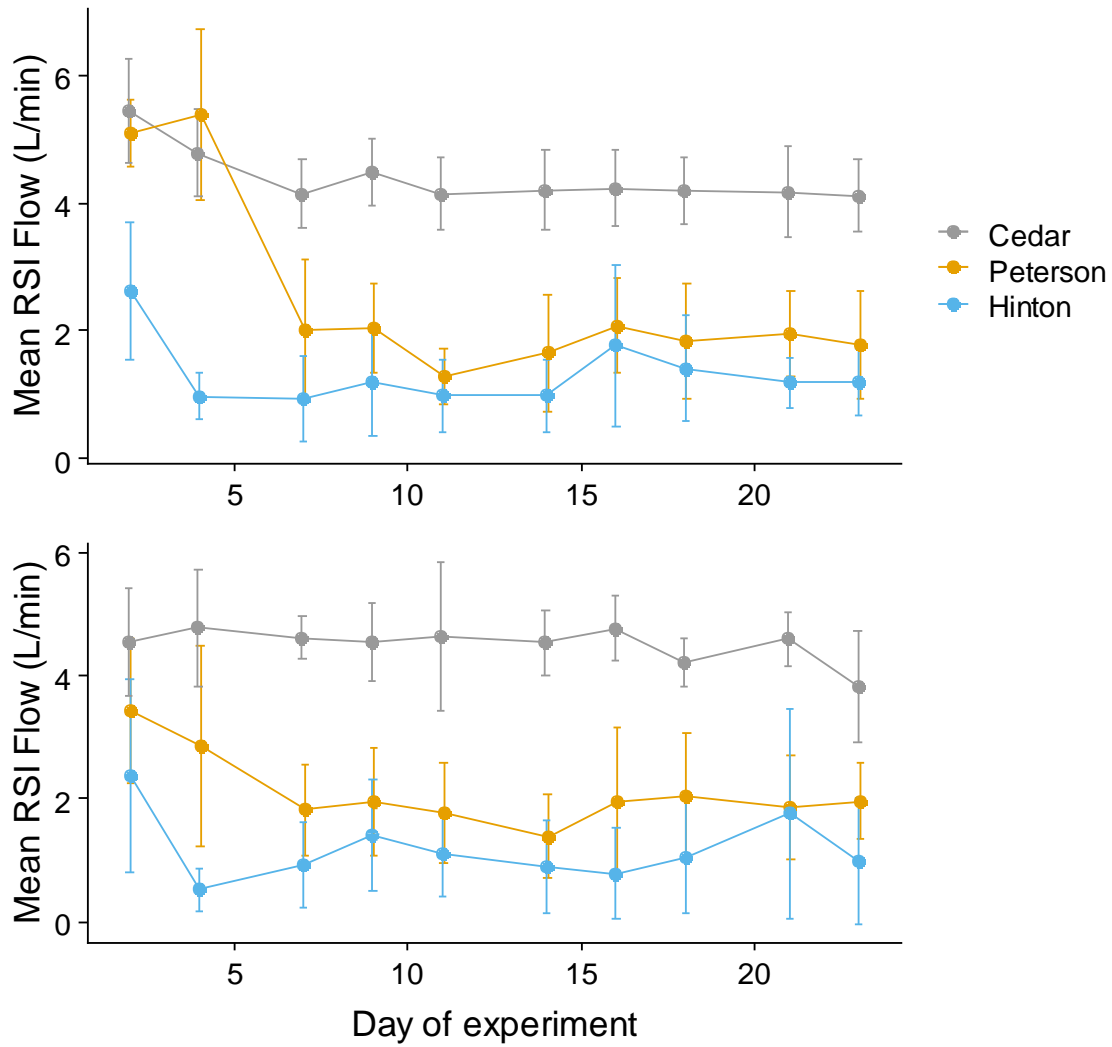 Mean RSI Flow (L/min)
6
4
2
0
5 10 15 20
Cedar
Peterson
Hinton
Mean RSI Flow (L/min)
6
4
2
0
5 10 15 20
Day of experiment